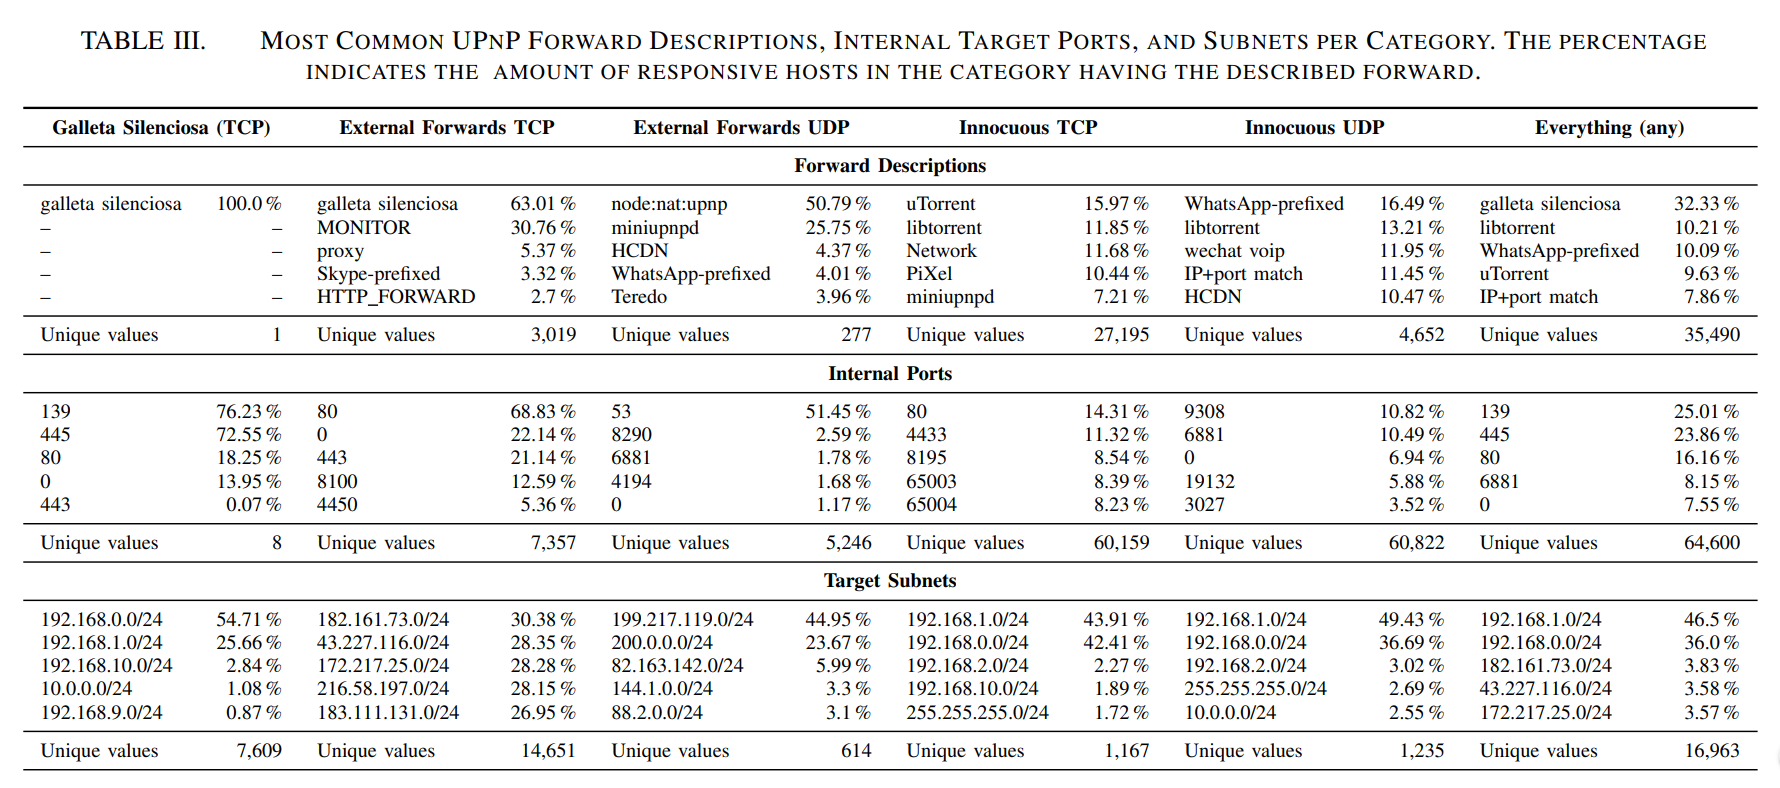 TABLE III. MOST COMMON UPNP FORWARD DESCRIPTIONS, INTERNAL TARGET PORTS, AND SUBNETS PER CATEGORY. THE PERCENTAGE
INDICATES THE AMOUNT OF RESPONSIVE HOSTS IN THE CATEGORY HAVING THE DESCRIBED FORWARD.
Galleta Silenciosa (TCP) External Forwards TCP External Forwards UDP Innocuous TCP Innocuous UDP Everything (any)
Forward Descriptions
galleta silenciosa 100.0 % galleta silenciosa 63.01 % node:nat:upnp 50.79 % uTorrent 15.97 % WhatsApp-prefixed 16.49 % galleta silenciosa 32.33 %
– – MONITOR 30.76 % miniupnpd 25.75 % libtorrent 11.85 % libtorrent 13.21 % libtorrent 10.21 %
– – proxy 5.37 % HCDN 4.37 % Network 11.68 % wechat voip 11.95 % WhatsApp-prefixed 10.09 %
– – Skype-prefixed 3.32 % WhatsApp-prefixed 4.01 % PiXel 10.44 % IP+port match 11.45 % uTorrent 9.63 %
– – HTTP_FORWARD 2.7 % Teredo 3.96 % miniupnpd 7.21 % HCDN 10.47 % IP+port match 7.86 %
Unique values 1 Unique values 3,019 Unique values 277 Unique values 27,195 Unique values 4,652 Unique values 35,490
Internal Ports
139 76.23 % 80 68.83 % 53 51.45 % 80 14.31 % 9308 10.82 % 139 25.01 %
445 72.55 % 0 22.14 % 8290 2.59 % 4433 11.32 % 6881 10.49 % 445 23.86 %
80 18.25 % 443 21.14 % 6881 1.78 % 8195 8.54 % 0 6.94 % 80 16.16 %
0 13.95 % 8100 12.59 % 4194 1.68 % 65003 8.39 % 19132 5.88 % 6881 8.15 %
443 0.07 % 4450 5.36 % 0 1.17 % 65004 8.23 % 3027 3.52 % 0 7.55 %
Unique values 8 Unique values 7,357 Unique values 5,246 Unique values 60,159 Unique values 60,822 Unique values 64,600
Target Subnets
192.168.0.0/24 54.71 % 182.161.73.0/24 30.38 % 199.217.119.0/24 44.95 % 192.168.1.0/24 43.91 % 192.168.1.0/24 49.43 % 192.168.1.0/24 46.5 %
192.168.1.0/24 25.66 % 43.227.116.0/24 28.35 % 200.0.0.0/24 23.67 % 192.168.0.0/24 42.41 % 192.168.0.0/24 36.69 % 192.168.0.0/24 36.0 %
192.168.10.0/24 2.84 % 172.217.25.0/24 28.28 % 82.163.142.0/24 5.99 % 192.168.2.0/24 2.27 % 192.168.2.0/24 3.02 % 182.161.73.0/24 3.83 %
10.0.0.0/24 1.08 % 216.58.197.0/24 28.15 % 144.1.0.0/24 3.3 % 192.168.10.0/24 1.89 % 255.255.255.0/24 2.69 % 43.227.116.0/24 3.58 %
192.168.9.0/24 0.87 % 183.111.131.0/24 26.95 % 88.2.0.0/24 3.1 % 255.255.255.0/24 1.72 % 10.0.0.0/24 2.55 % 172.217.25.0/24 3.57 %
Unique values 7,609 Unique values 14,651 Unique values 614 Unique values 1,167 Unique values 1,235 Unique values 16,963